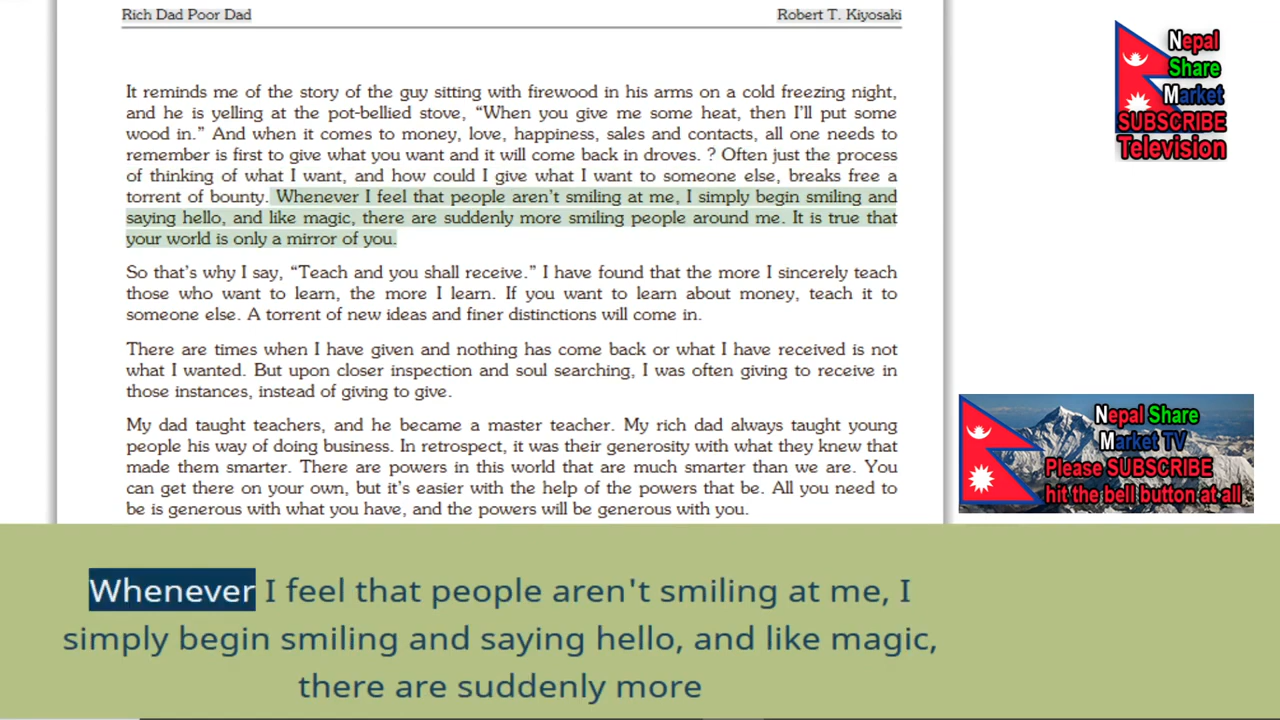 Rich Dad Poor Dad
Robert T. Kiyosaki
It reminds me of the story of the guy sitting with firewood in his arms on a cold freezing night,
and he is yelling at the pot-bellied stove, “When you give me some heat, then I’ll put some
wood in.” And when it comes to money, love, happiness, sales and contacts, all one needs to
remember is first to give what you want and it will come back in droves. ? Often just the process
of thinking of what I want, and how could I give what I want to someone else, breaks free a
torrent of bounty. Whenever I feel that people aren’t smiling at me, I simply begin smiling and
saying hello, and like magic, there are suddenly more smiling people around me. It is true that
your world is only a mirror of you.
So that’s why I say, “Teach and you shall receive.” I have found that the more I sincerely teach
those who want to learn, the more I learn. If you want to learn about money, teach it to
someone else. A torrent of new ideas and finer distinctions will come in.
There are times when I have given and nothing has come back or what I have received is not
what I wanted. But upon closer inspection and soul searching, I was often giving to receive in
those instances, instead of giving to give.
My dad taught teachers, and he became a master teacher. My rich dad always taught young
people his way of doing business. In retrospect, it was their generosity with what they knew that
made them smarter. There are powers in this world that are much smarter than we are. You
can get there on your own, but it’s easier with the help of the powers that be. All you need to
be is generous with what you have, and the powers will be generous with you.
Nepal
Share
Market
SUBSCRIBE
Television
Nepal Share
Market TV
Please SUBSCRIBE
hit the bell button at all
Whenever I feel that people aren't smiling at me, I
simply begin smiling and saying hello, and like magic,
there are suddenly more